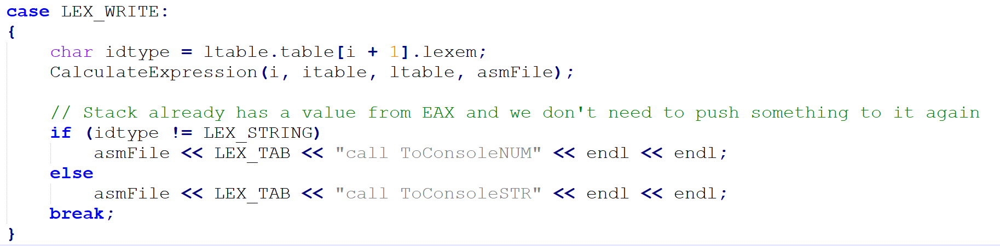 case LEX_WRITE:
{
    char idtype = ltable.table[i + 1].lexem;
    CalculateExpression(i, itable, ltable, asmFile);

    // Stack already has a value from EAX and we don't need to push something to it again
    if (idtype != LEX_STRING)
        asmFile << LEX_TAB << "call ToConsoleNUM" << endl << endl;
    else
        asmFile << LEX_TAB << "call ToConsoleSTR" << endl << endl;
    break;
}